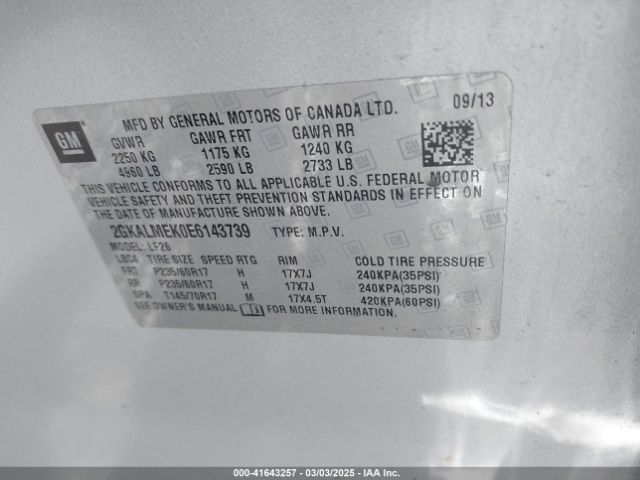 GM
MFD BY GENERAL MOTORS OF CANADA LTD. 09/13
GVWR GAWR FRT GAWR RR
2250 KG 1175 KG 1240 KG
4960 LB 2590 LB 2733 LB
THIS VEHICLE CONFORMS TO ALL APPLICABLE U.S. FEDERAL MOTOR
VEHICLE SAFETY AND THEFT PREVENTION STANDARDS IN EFFECT ON
THE DATE OF MANUFACTURE SHOWN ABOVE.
2GKALMEK0E6143739 TYPE: M.P.V.
MODEL: LF26
LBC4 TIRE SIZE SPEED RTG RIM COLD TIRE PRESSURE
FRT P235/60R17 H 17X7J 240KPA(35PSI)
RR P235/60R17 H 17X7J 240KPA(35PSI)
SPA T145/70R17 M 17X4.5T 420KPA(60PSI)
SEE OWNER'S MANUAL FOR MORE INFORMATION.
000-41643257 - 03/03/2025 - IAA Inc.